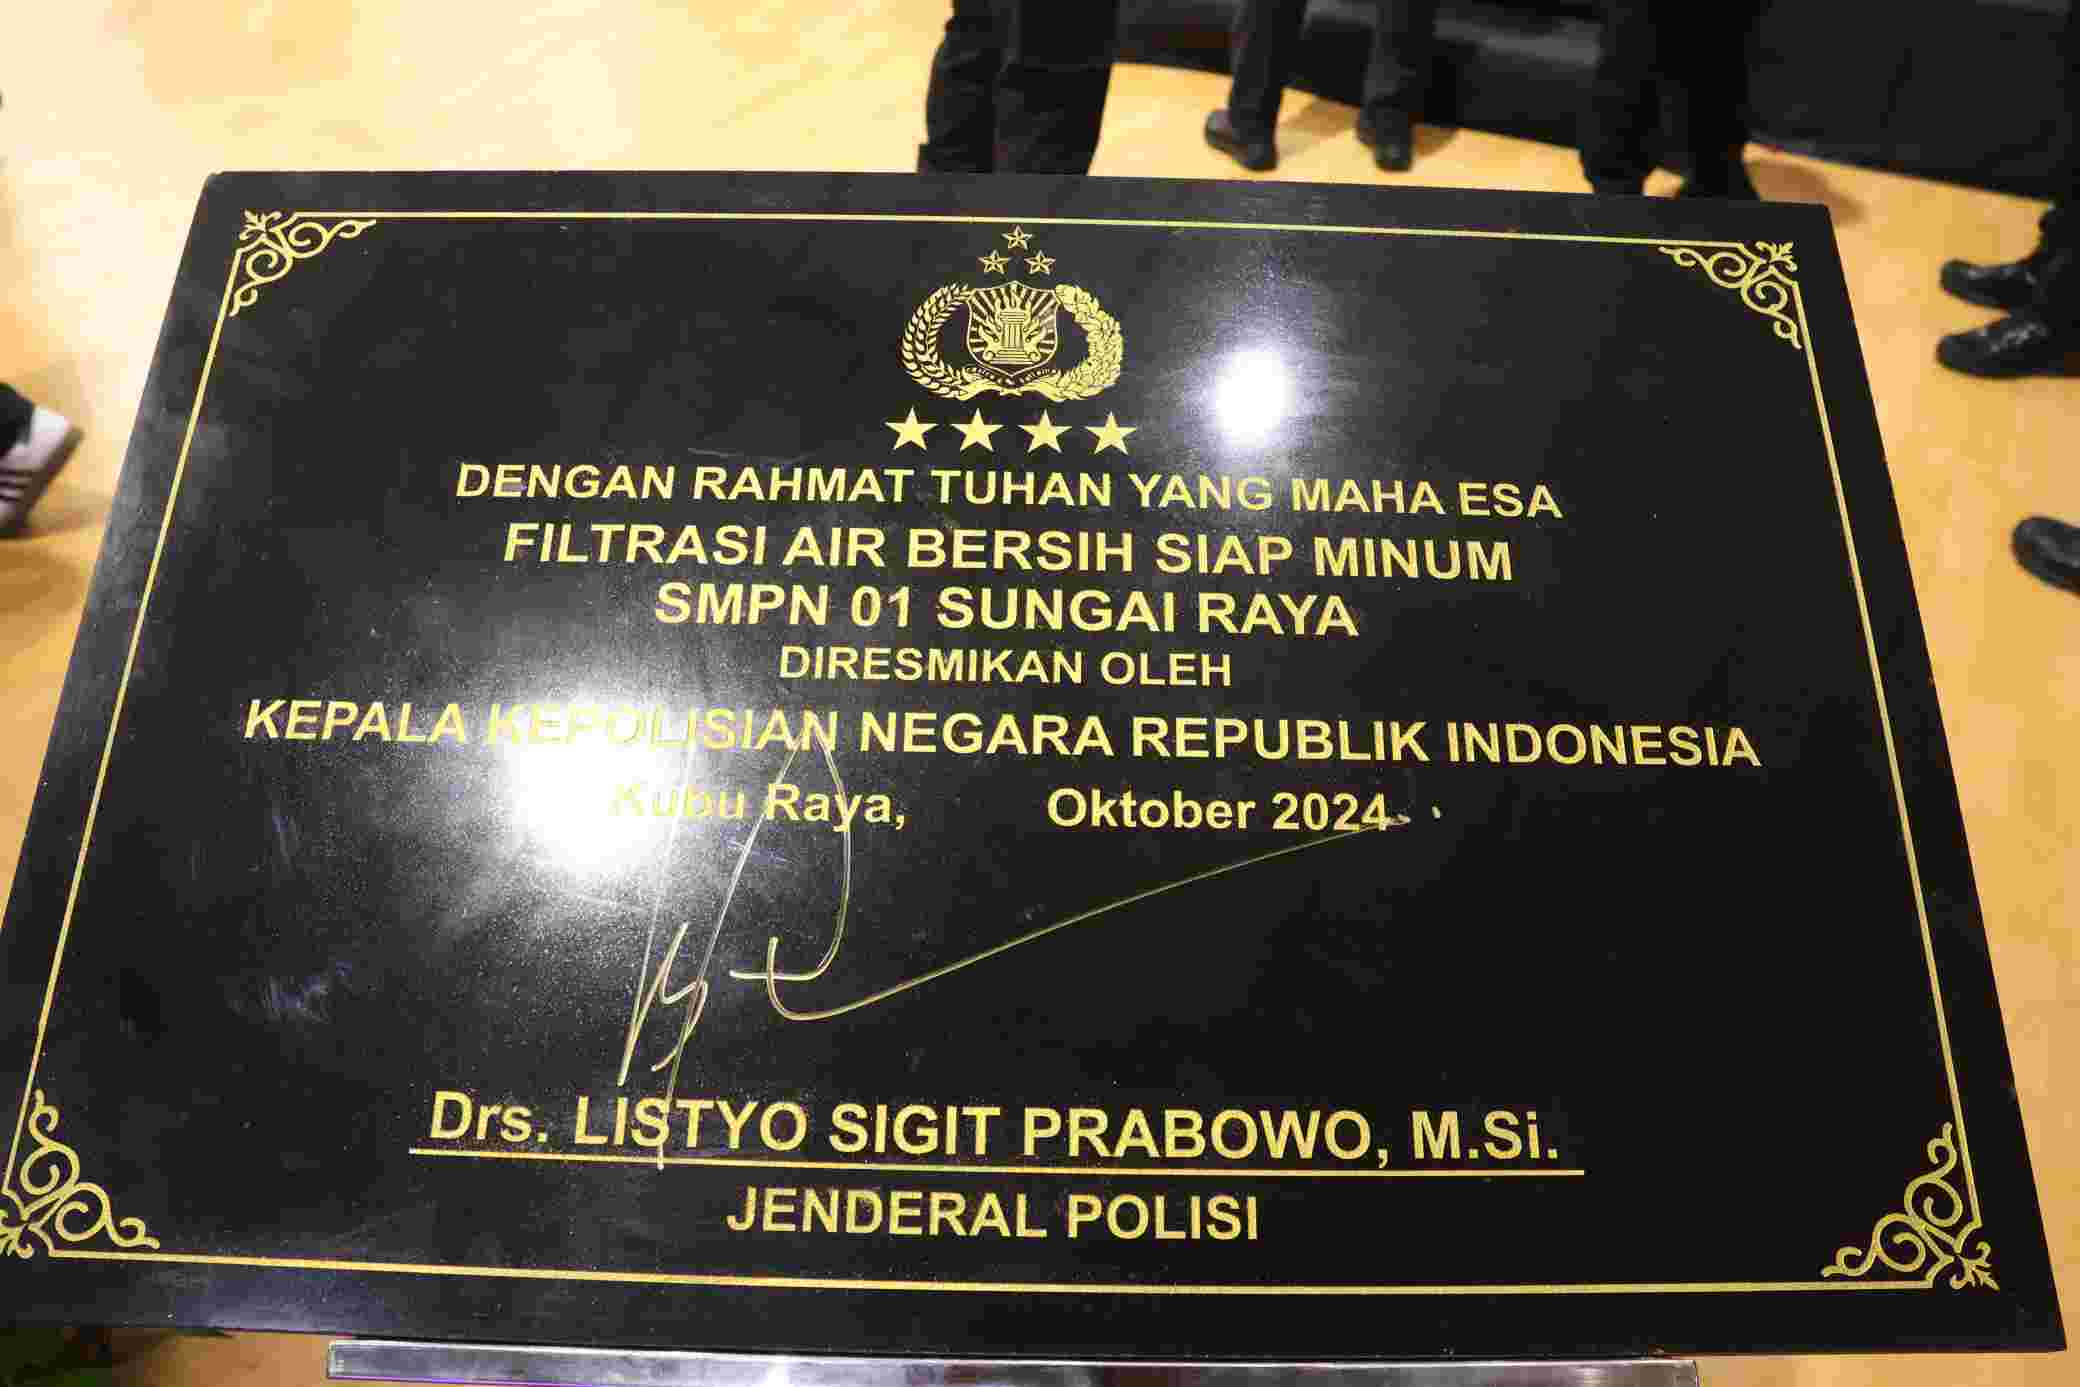 DENGAN RAHMAT TUHAN YANG MAHA ESA
FILTRASI AIR BERSIH SIAP MINUM
SMPN 01 SUNGAI RAYA
DIRESMIKAN OLEH
KEPALA KEPOLISIAN NEGARA REPUBLIK INDONESIA
Kubu Raya, Oktober 2024
Drs. LISTYO SIGIT PRABOWO, M.Si.
JENDERAL POLISI